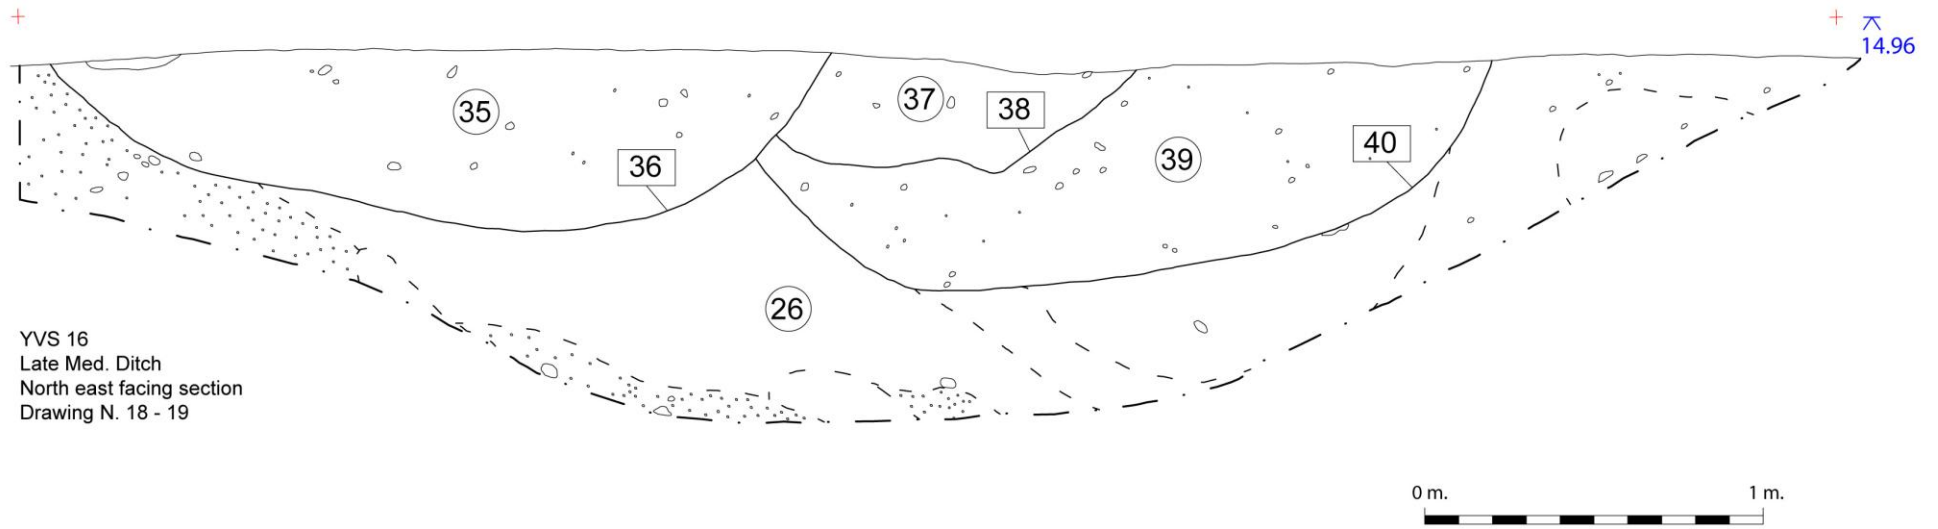 14.96
35
37
38
36
39
40
26
YVS 16
Late Med. Ditch
North east facing section
Drawing N. 18 - 19
0 m.
1 m.